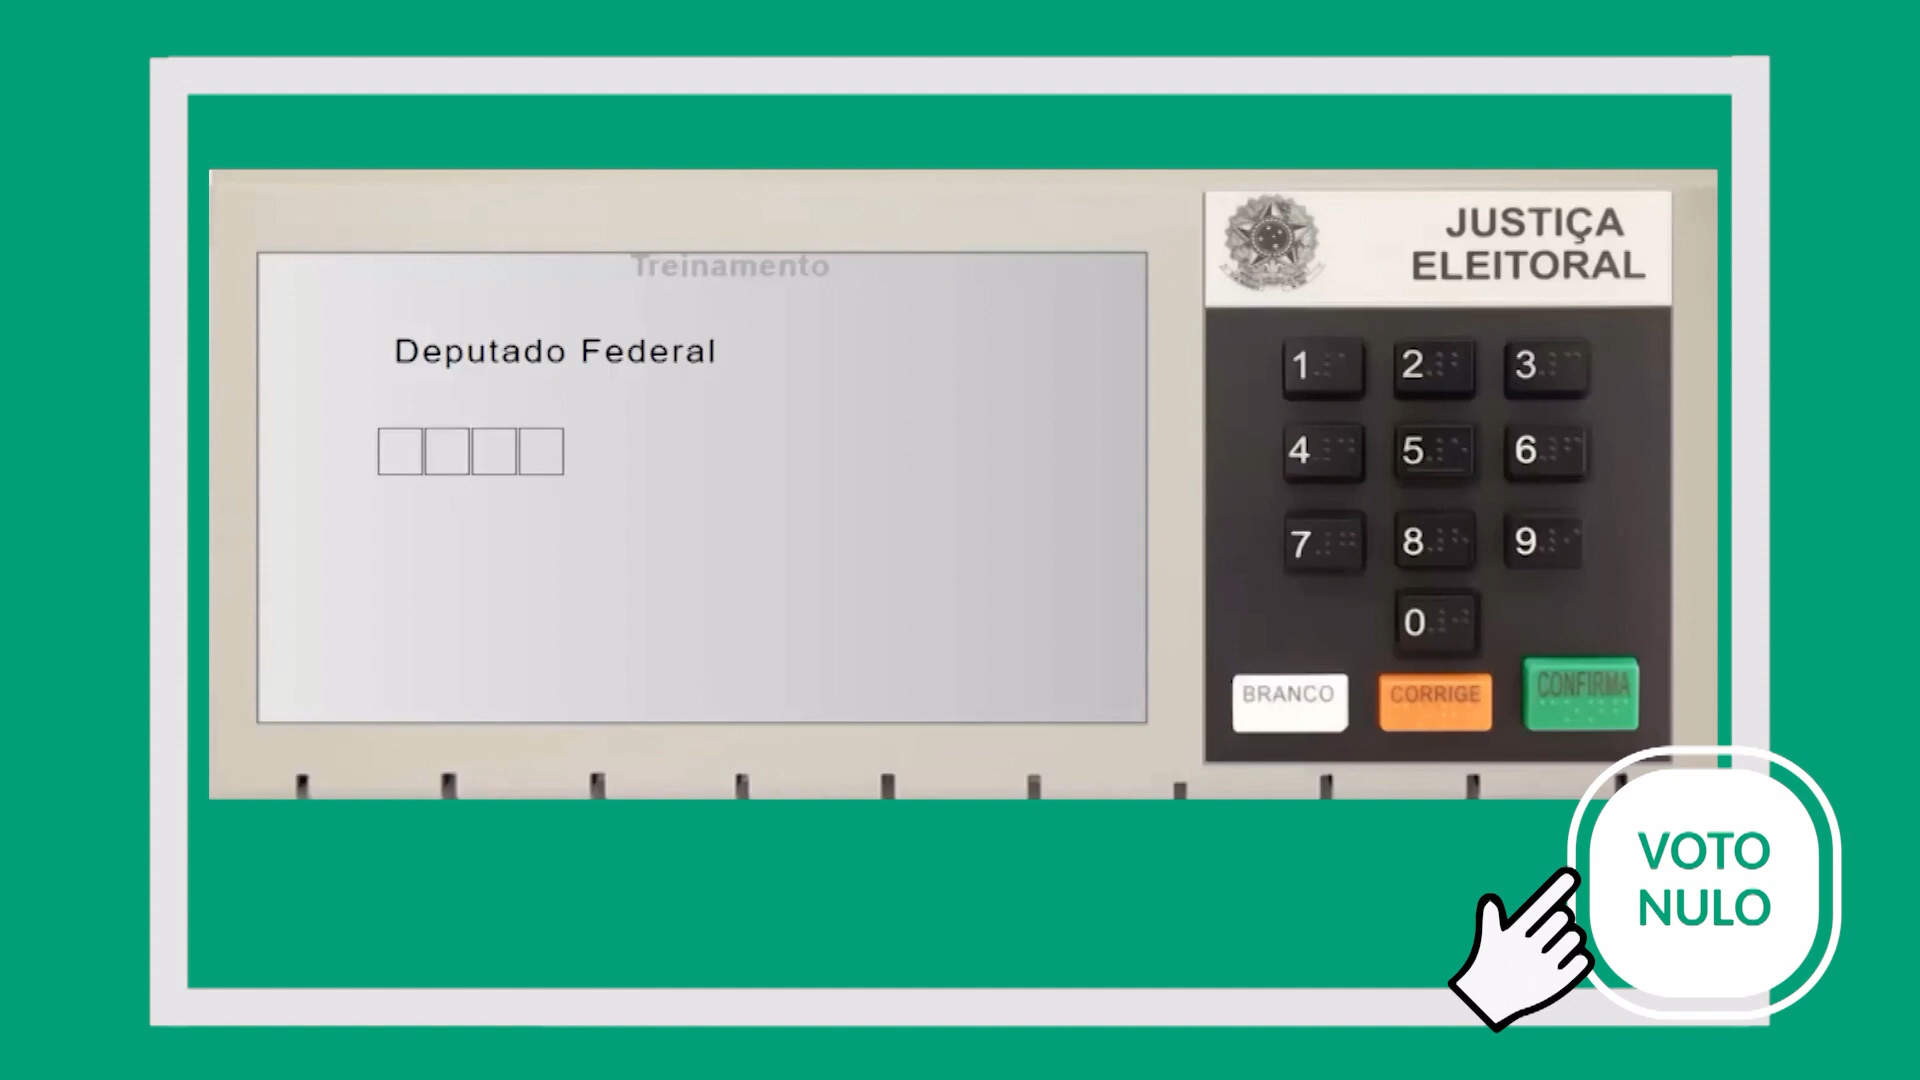 Treinamento
Deputado Federal
JUSTIÇA
ELEITORAL
1 2 3
4 5 6
7 8 9
0
BRANCO CORRIGE CONFIRMA
VOTO
NULO